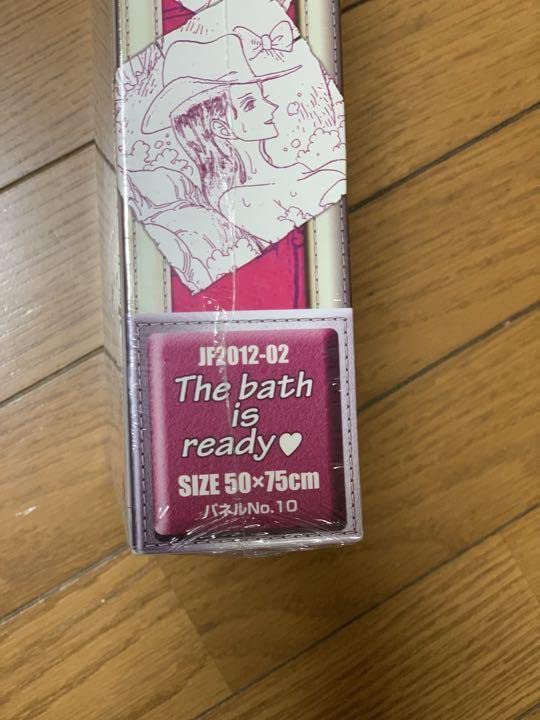 JF2012-02
The bath
is
ready♥
SIZE 50×75cm
パネルNo.10